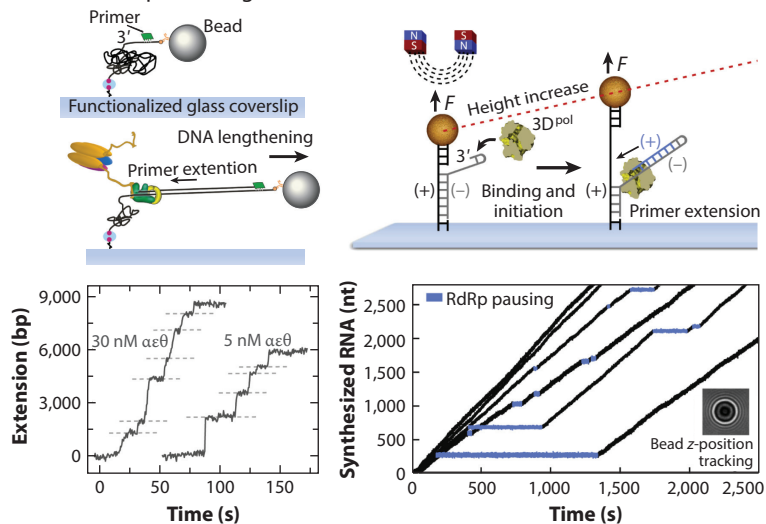 Primer
3′
Bead
Functionalized glass coverslip
DNA lengthening
Primer extention
N
S
S
N
F
Height increase
F
3D pol
3′
(+)
(−)
Binding and
initiation
(+)
(−)
(+)
Primer extension
Extension (bp)
9,000
6,000
3,000
0
30 nM αεθ
5 nM αεθ
0
50
100
150
Time (s)
Synthesized RNA (nt)
2,500
2,000
1,500
1,000
500
0
RdRp pausing
Bead z-position
tracking
0
500
1,000
1,500
2,000
2,500
Time (s)